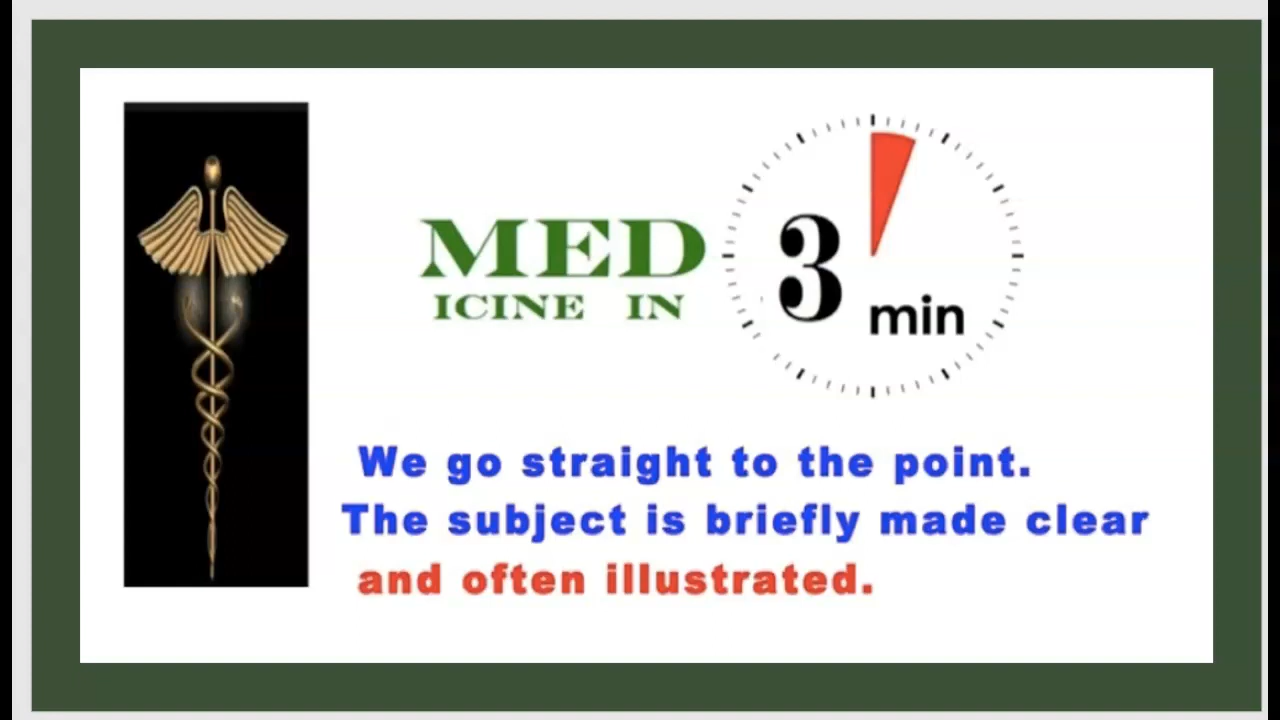 MED
ICINE IN
3 min
We go straight to the point.
The subject is briefly made clear
and often illustrated.